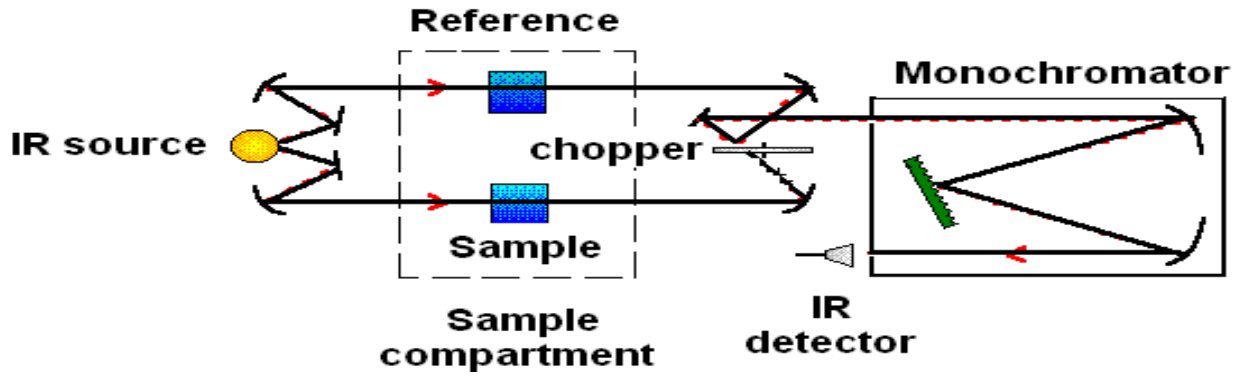 Reference
Monochromator
IR source
chopper
Sample
Sample
compartment
IR
detector